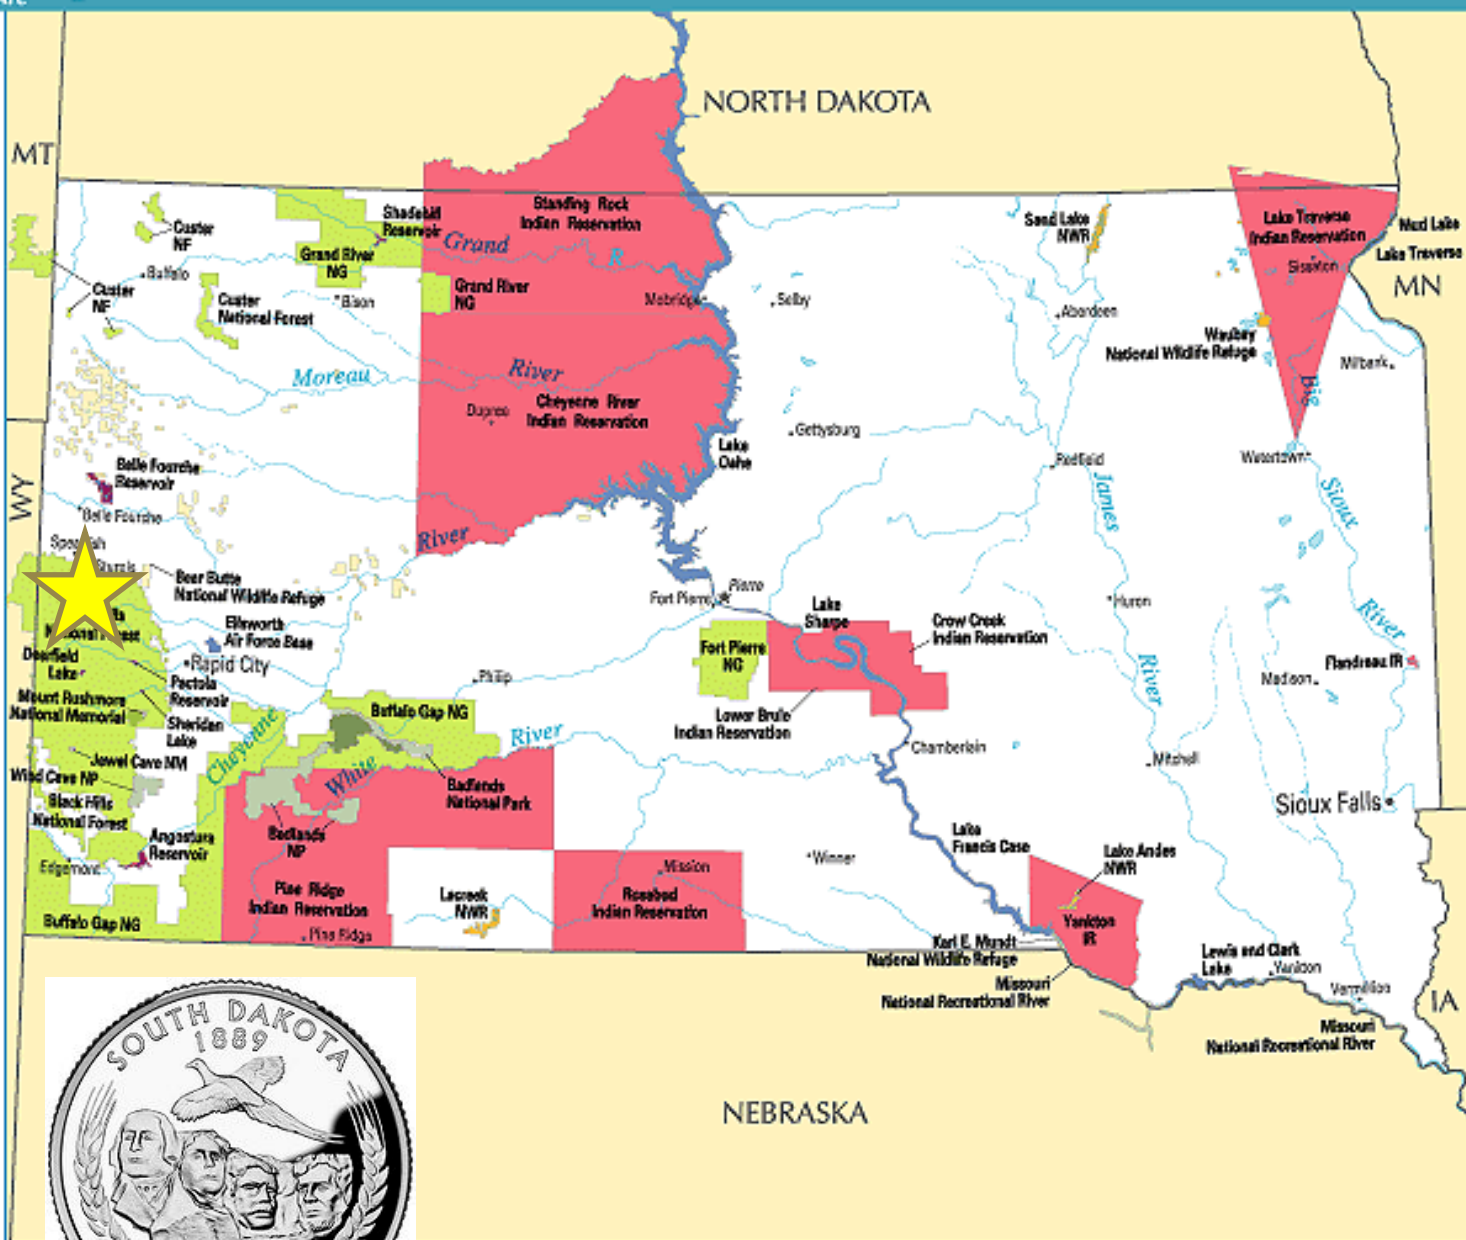 NORTH DAKOTA
MT
Standing Rock
Indian Reservation
Shadehill
Reservoir
Custer
NF
Grand
R
Grand River
NG
Buffalo
Custer
NF
Custer
National Forest
Bison
Grand River
NG
Mobridge
Selby
Sand Lake
NWR
Aberdeen
Lake Traverse
Indian Reservation
Sisseton
Mud Lake
Lake Traverse
MN
Waubay
National Wildlife Refuge
Milbank
Big
Moreau
River
Dupree
Cheyenne River
Indian Reservation
Gettysburg
Lake
Oahe
Redfield
Watertown
James
Sioux
WY
Belle Fourche
Reservoir
Belle Fourche
River
Sturgis
Bear Butte
National Wildlife Refuge
Ellsworth
Air Force Base
Deerfield
Lake
Rapid City
Pactola
Reservoir
Mount Rushmore
National Memorial
Sheridan
Lake
Jewel Cave NM
Wind Cave NP
Black Hills
National Forest
Angostura
Reservoir
Edgemont
Buffalo Gap NG
Cheyenne
Buffalo Gap NG
Philip
White
River
Badlands
National Park
Badlands
NP
Pine Ridge
Indian Reservation
Pine Ridge
Lacreek
NWR
Mission
Rosebud
Indian Reservation
Fort Pierre
Pierre
Fort Pierre
NG
Lake
Sharpe
Crow Creek
Indian Reservation
Lower Brule
Indian Reservation
Chamberlain
Huron
River
River
Flandreau IR
Madison
Mitchell
Sioux Falls
Winner
Lake
Francis Case
Lake Andes
NWR
Yankton
IR
Karl E. Mundt
National Wildlife Refuge
Missouri
National Recreational River
Lewis and Clark
Lake
Yankton
Vermillion
Missouri
National Recreational River
IA
NEBRASKA
SOUTH DAKOTA
1889